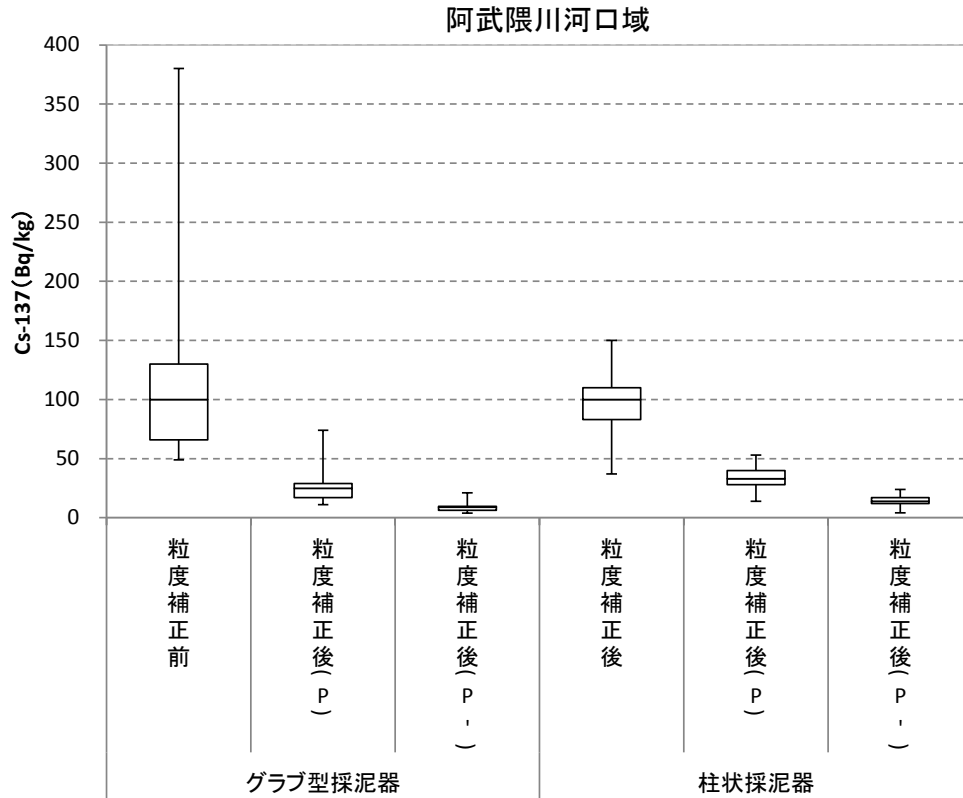 阿武隈川河口域
Cs-137(Bq/kg)
400
350
300
250
200
150
100
50
0
粒度補正前
粒度補正後(P)
粒度補正後(P')
粒度補正後
粒度補正後(P)
粒度補正後(P')
グラブ型採泥器
柱状採泥器